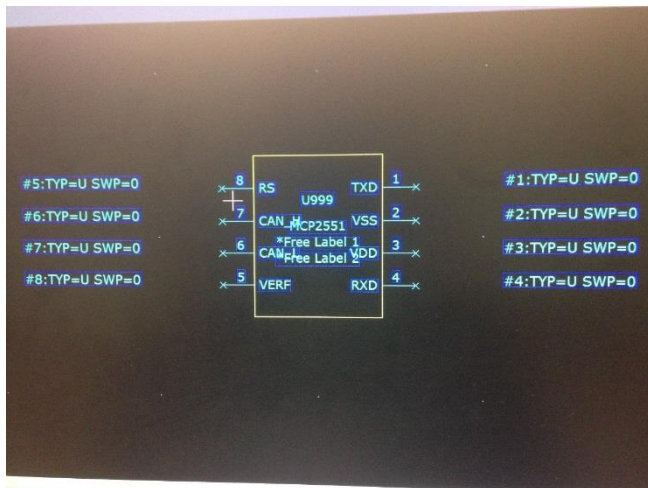 #5:TYP=U SWP=0
#6:TYP=U SWP=0
#7:TYP=U SWP=0
#8:TYP=U SWP=0
8 RS TXD 1
U999
7 CAN_H VSS 2
MCP2551
*Free Label 1
6 CAN_L VDD 3
*Free Label 2
5 VERF RXD 4
#1:TYP=U SWP=0
#2:TYP=U SWP=0
#3:TYP=U SWP=0
#4:TYP=U SWP=0